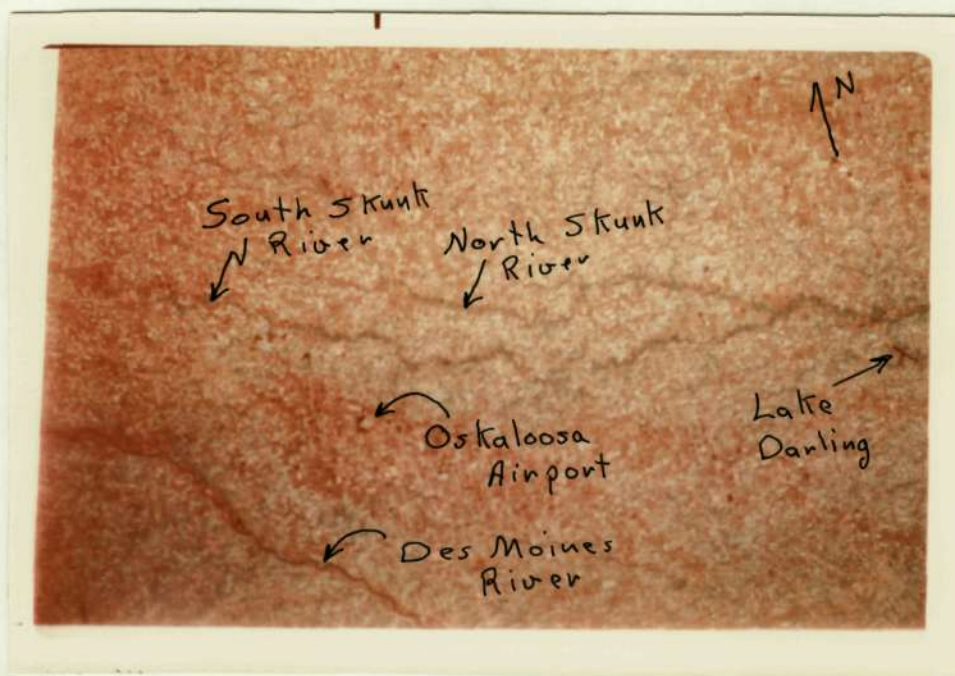 N
South Skunk
River
North Skunk
River
Lake
Darling
Oskaloosa
Airport
Des Moines
River